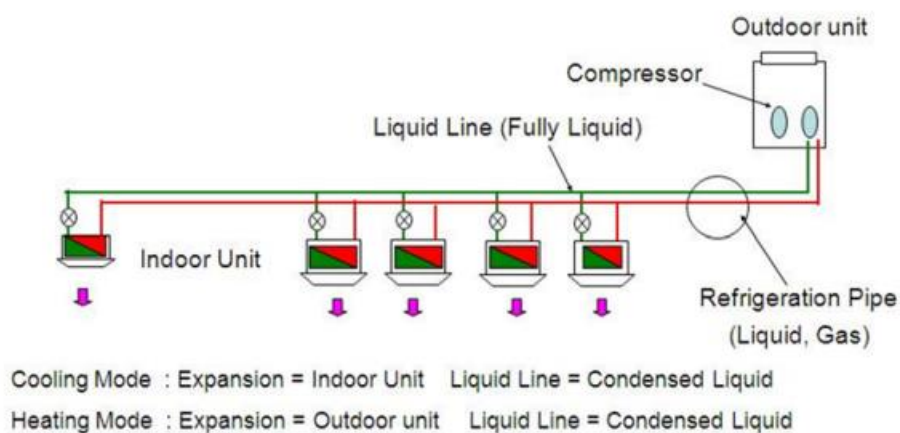 Outdoor unit
Compressor
Liquid Line (Fully Liquid)
Indoor Unit
Refrigeration Pipe
(Liquid, Gas)
Cooling Mode : Expansion = Indoor Unit Liquid Line = Condensed Liquid
Heating Mode : Expansion = Outdoor unit Liquid Line = Condensed Liquid